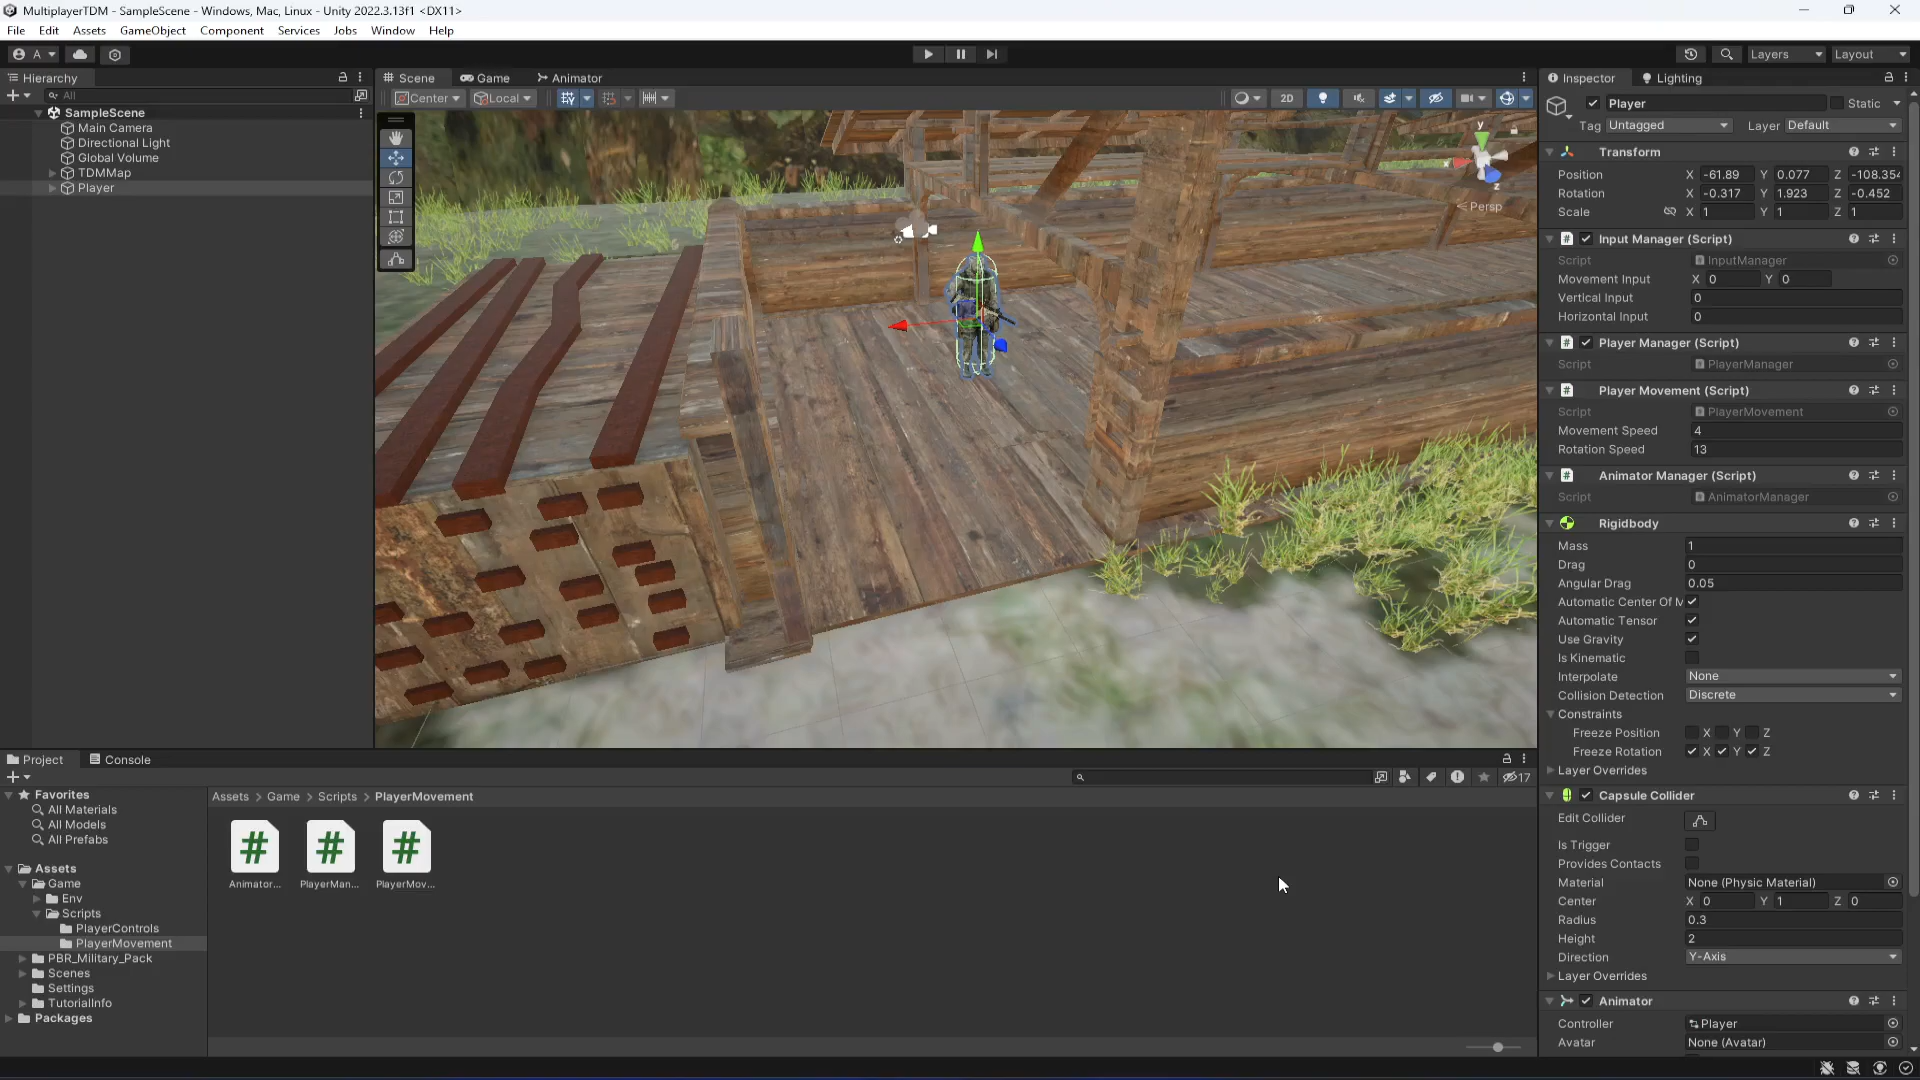 MultiplayerTDM - SampleScene - Windows, Mac, Linux - Unity 2022.3.13f1 <DX11>
File Edit Assets GameObject Component Services Jobs Window Help
A Layers Layout
Hierarchy
All
SampleScene
Main Camera
Directional Light
Global Volume
TDMMap
Player
Scene Game Animator
Center Local 2D
y
x
z
Persp
Inspector Lighting
Player Static
Tag Untagged Layer Default
Transform
Position X -61.89 Y 0.077 Z -108.354
Rotation X -0.317 Y 1.923 Z -0.452
Scale X 1 Y 1 Z 1
Input Manager (Script)
Script InputManager
Movement Input X 0 Y 0
Vertical Input 0
Horizontal Input 0
Player Manager (Script)
Script PlayerManager
Player Movement (Script)
Script PlayerMovement
Movement Speed 4
Rotation Speed 13
Animator Manager (Script)
Script AnimatorManager
Rigidbody
Mass 1
Drag 0
Angular Drag 0.05
Automatic Center Of M
Automatic Tensor
Use Gravity
Is Kinematic
Interpolate None
Collision Detection Discrete
Constraints
Freeze Position X Y Z
Freeze Rotation X Y Z
Layer Overrides
Capsule Collider
Edit Collider
Is Trigger
Provides Contacts
Material None (Physic Material)
Center X 0 Y 1 Z 0
Radius 0.3
Height 2
Direction Y-Axis
Layer Overrides
Animator
Controller Player
Avatar None (Avatar)
Project Console
17
Favorites
All Materials
All Models
All Prefabs
Assets
Game
Env
Scripts
PlayerControls
PlayerMovement
PBR_Military_Pack
Scenes
Settings
TutorialInfo
Packages
Assets > Game > Scripts > PlayerMovement
# # #
Animator... PlayerMan... PlayerMov...